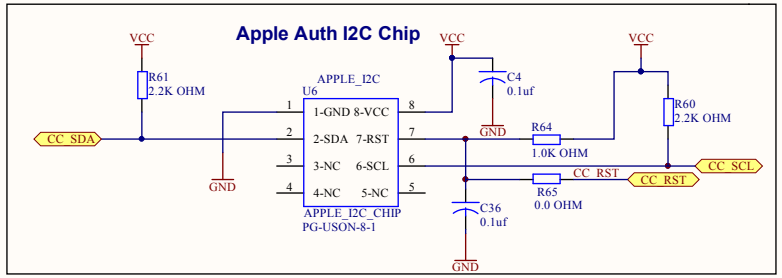 Apple Auth I2C Chip
VCC
VCC
VCC
R61
2.2K OHM
APPLE_I2C
U6
C4
0.1uf
R60
2.2K OHM
1
1-GND 8-VCC
8
GND
R64
1.0K OHM
CC_SDA
2
2-SDA 7-RST
7
3
3-NC 6-SCL
6
CC_SCL
4
4-NC 5-NC
5
CC_RST
CC_RST
R65
0.0 OHM
GND
APPLE_I2C_CHIP
PG-USON-8-1
C36
0.1uf
GND